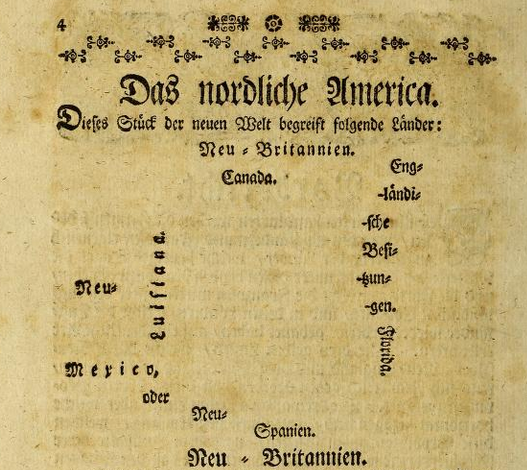 4
Das nordliche America.
Dieses Stück der neuen Welt begreift folgende Länder:
Neu - Britannien.
Canada.
Eng-
-ländi-
-sche
Besi-
-tzun-
-gen.
Florida.
Luisiana.
Neu-
Mexico,
oder
Neu-
Spanien.
Neu - Britannien.